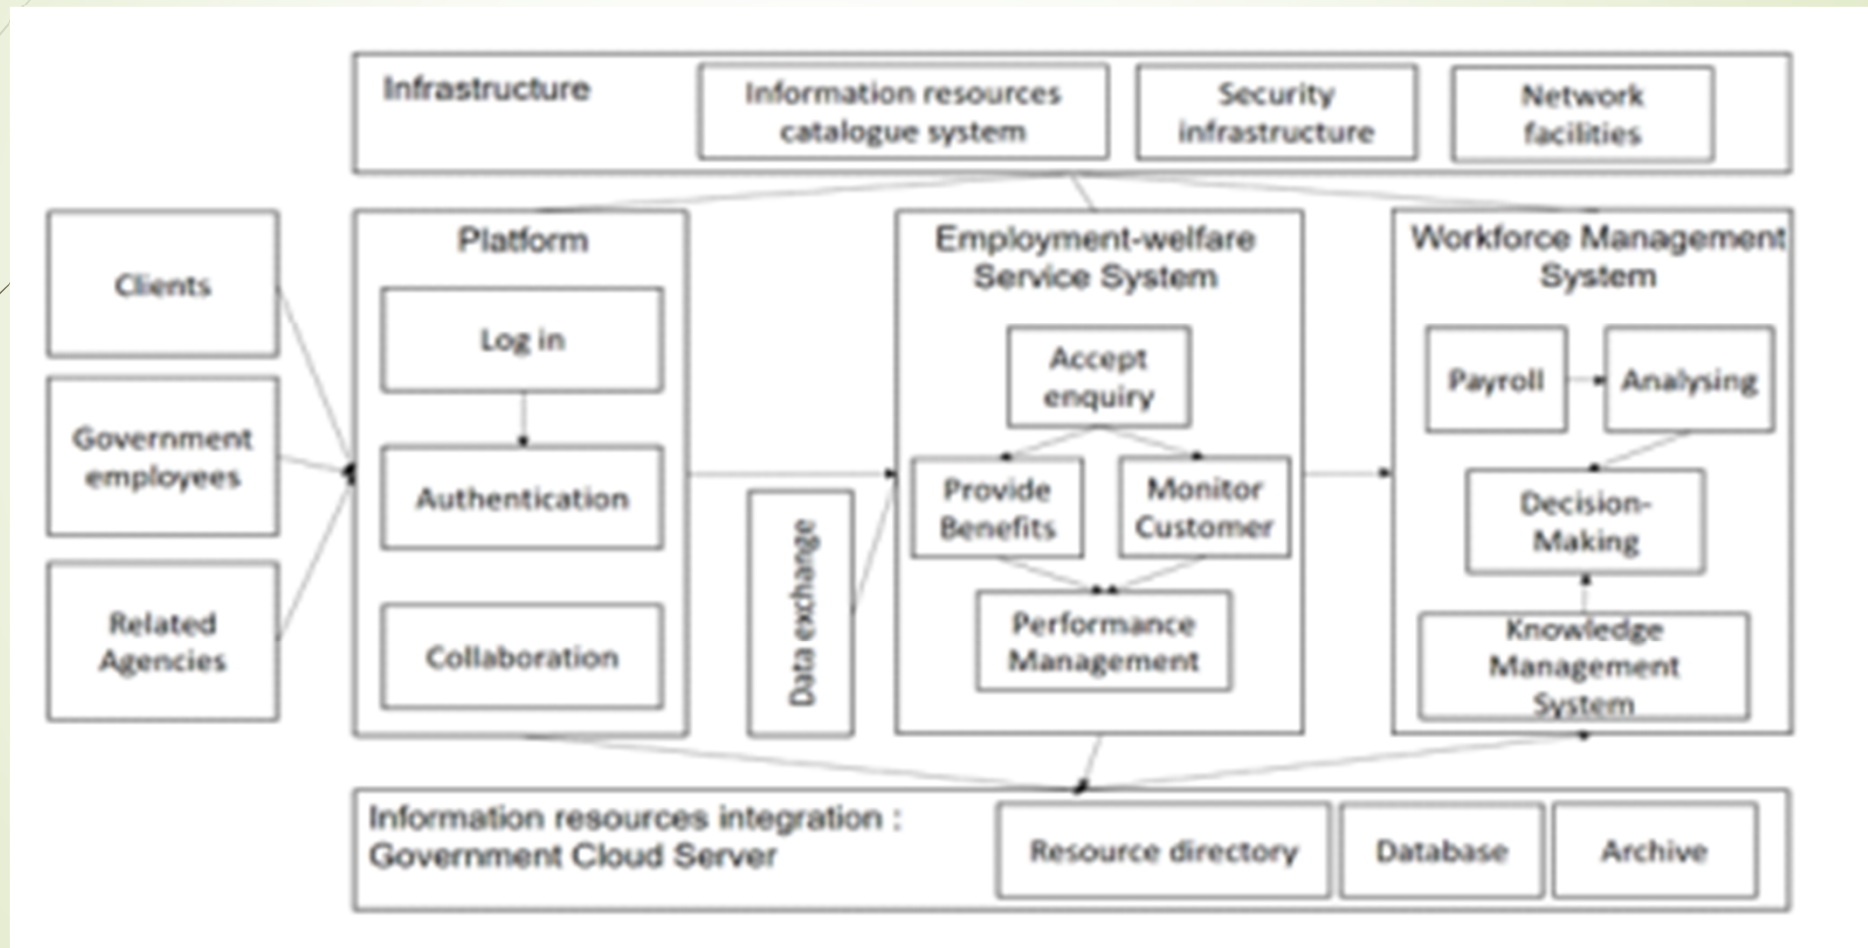 Infrastructure
Information resources
catalogue system
Security
infrastructure
Network
facilities
Clients
Government
employees
Related
Agencies
Platform
Log in
Authentication
Collaboration
Data exchange
Employment-welfare
Service System
Accept
enquiry
Provide
Benefits
Monitor
Customer
Performance
Management
Workforce Management
System
Payroll
Analysing
Decision-
Making
Knowledge
Management
System
Information resources integration :
Government Cloud Server
Resource directory
Database
Archive